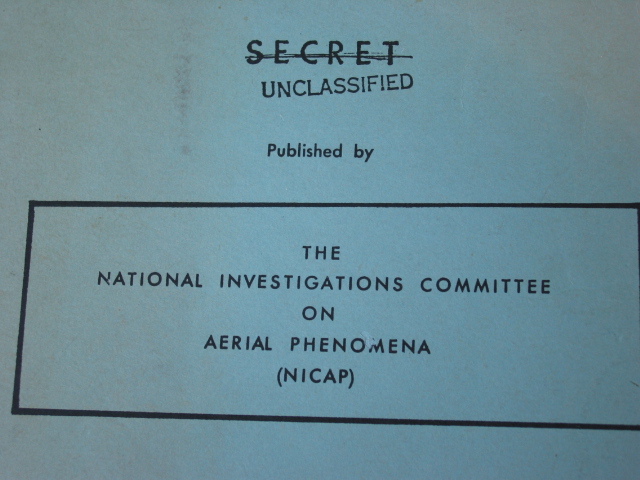 SECRET
UNCLASSIFIED
Published by
THE
NATIONAL INVESTIGATIONS COMMITTEE
ON
AERIAL PHENOMENA
(NICAP)